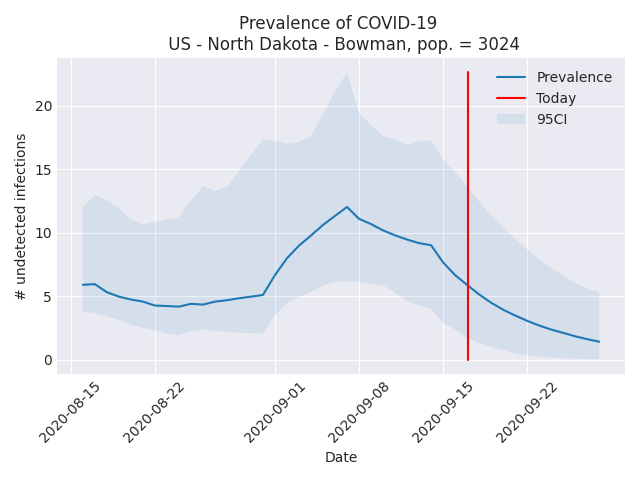 Prevalence of COVID-19
US - North Dakota - Bowman, pop. = 3024
Prevalence
Today
95CI
# undetected infections
20
15
10
5
0
2020-08-15
2020-08-22
2020-09-01
2020-09-08
2020-09-15
2020-09-22
Date